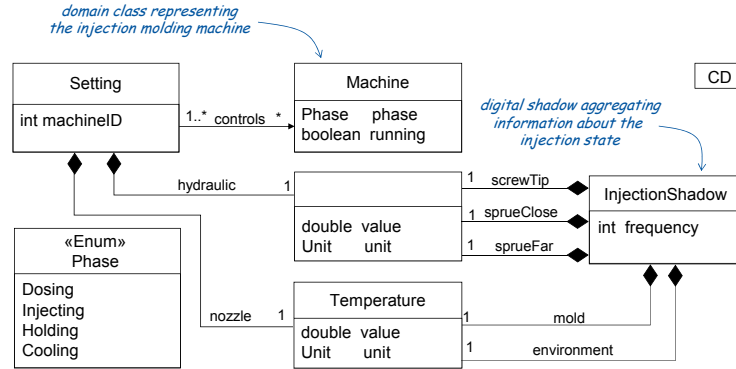 domain class representing
the injection molding machine
Setting
int machineID
1..* controls *
Machine
Phase phase
boolean running
CD
digital shadow aggregating
information about the
injection state
hydraulic 1
double value
Unit unit
1 screwTip
1 sprueClose
1 sprueFar
InjectionShadow
int frequency
«Enum»
Phase
Dosing
Injecting
Holding
Cooling
nozzle 1
Temperature
double value
Unit unit
1 mold
1 environment